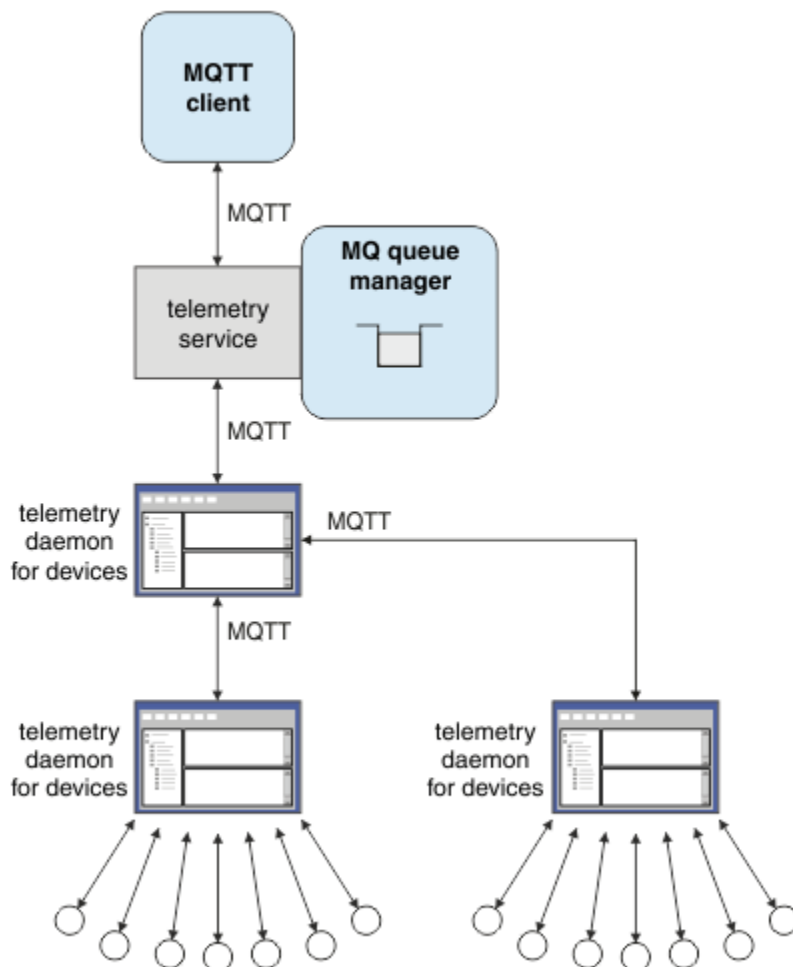 MQTT
client
MQTT
MQ queue
manager
telemetry
service
MQTT
telemetry
daemon
for devices
MQTT
MQTT
telemetry
daemon
for devices
telemetry
daemon
for devices